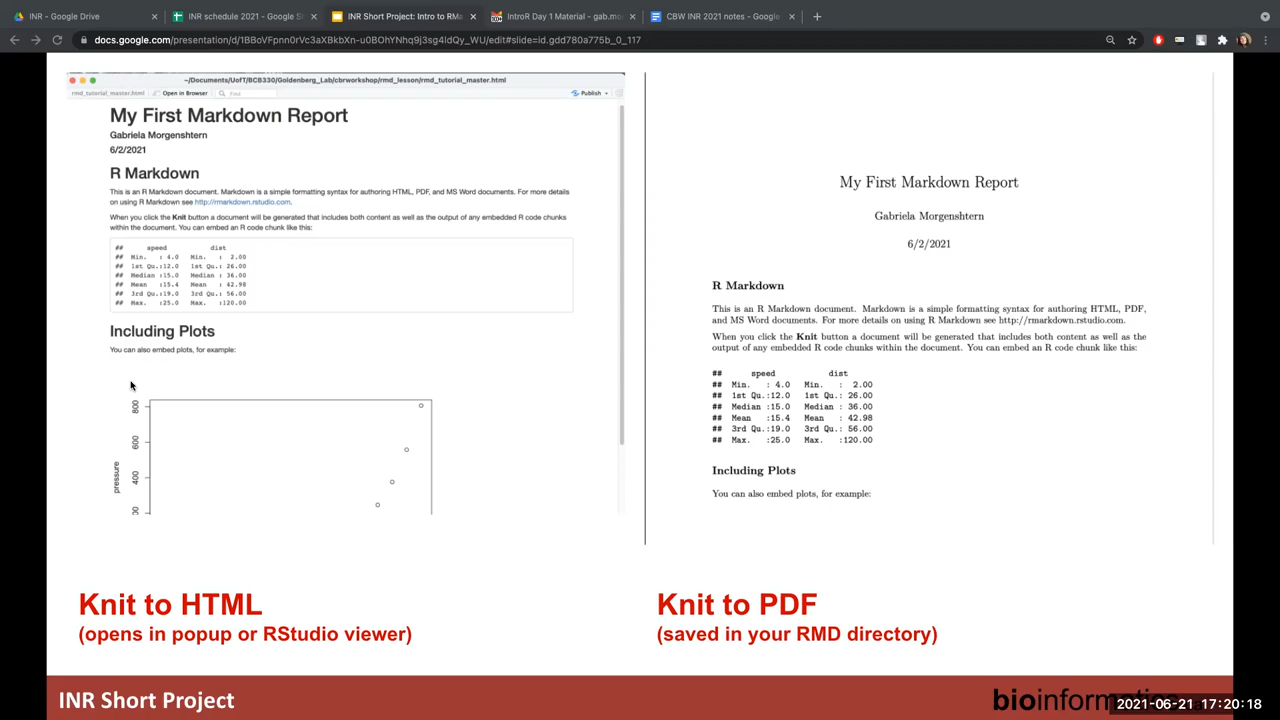 INR - Google Drive
INR schedule 2021 - Google S
INR Short Project: Intro to RMa
IntroR Day 1 Material - gab.mo
CBW INR 2021 notes - Google
docs.google.com/presentation/d/1BBoVFpnn0rVc3aXBkbXn-u0BOhYNhq9j3sg4ldQy_WU/edit#slide=id.gdd780a775b_0_117
~/Documents/UofT/BCB330/Goldenberg_Lab/cbrworkshop/rmd_lesson/rmd_tutorial_master.html
rmd_tutorial_master.html
Open in Browser
Find
Publish
My First Markdown Report
Gabriela Morgenshtern
6/2/2021
R Markdown
This is an R Markdown document. Markdown is a simple formatting syntax for authoring HTML, PDF, and MS Word documents. For more details
on using R Markdown see http://rmarkdown.rstudio.com.
When you click the Knit button a document will be generated that includes both content as well as the output of any embedded R code chunks
within the document. You can embed an R code chunk like this:
## speed dist
## Min. : 4.0 Min. : 2.00
## 1st Qu.:12.0 1st Qu.: 26.00
## Median :15.0 Median : 36.00
## Mean :15.4 Mean : 42.98
## 3rd Qu.:19.0 3rd Qu.: 56.00
## Max. :25.0 Max. :120.00
Including Plots
You can also embed plots, for example:
800
600
400
pressure
My First Markdown Report
Gabriela Morgenshtern
6/2/2021
R Markdown
This is an R Markdown document. Markdown is a simple formatting syntax for authoring HTML, PDF,
and MS Word documents. For more details on using R Markdown see http://rmarkdown.rstudio.com.
When you click the Knit button a document will be generated that includes both content as well as the
output of any embedded R code chunks within the document. You can embed an R code chunk like this:
## speed dist
## Min. : 4.0 Min. : 2.00
## 1st Qu.:12.0 1st Qu.: 26.00
## Median :15.0 Median : 36.00
## Mean :15.4 Mean : 42.98
## 3rd Qu.:19.0 3rd Qu.: 56.00
## Max. :25.0 Max. :120.00
Including Plots
You can also embed plots, for example:
Knit to HTML
(opens in popup or RStudio viewer)
Knit to PDF
(saved in your RMD directory)
INR Short Project
bioinformatics
2021-06-21 17:20:18